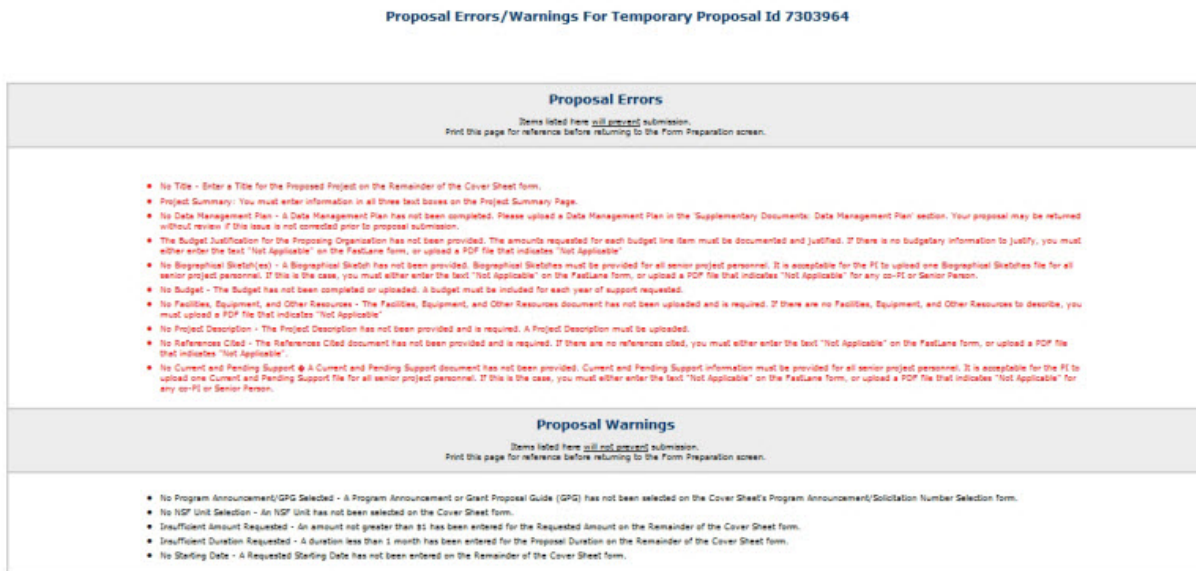 Proposal Errors/Warnings For Temporary Proposal Id 7303964
Proposal Errors
Items listed here will prevent submission.
Print this page for reference before returning to the Form Preparation screen.
• No Title - Enter a Title for the Proposed Project on the Remainder of the Cover Sheet form.
• Project Summary: You must enter information in all three text boxes on the Project Summary Page.
• No Data Management Plan - A Data Management Plan has not been completed. Please upload a Data Management Plan in the 'Supplementary Documents: Data Management Plan' section. Your proposal may be returned
without review if this issue is not corrected prior to proposal submission.
• The Budget Justification for the Proposing Organization has not been provided. The amounts requested for each budget line item must be documented and justified. If there is no budgetary information to justify, you must
either enter the text "Not Applicable" on the FastLane form, or upload a PDF file that indicates "Not Applicable"
• No Biographical Sketch(es) - A Biographical Sketch has not been provided. Biographical Sketches must be provided for all senior project personnel. It is acceptable for the PI to upload one Biographical Sketches file for all
senior project personnel. If this is the case, you must either enter the text "Not Applicable" on the FastLane form, or upload a PDF file that indicates "Not Applicable" for any co-PI or Senior Person.
• No Budget - The Budget has not been completed or uploaded. A budget must be included for each year of support requested.
• No Facilities, Equipment, and Other Resources - The Facilities, Equipment, and Other Resources document has not been uploaded and is required. If there are no Facilities, Equipment, and Other Resources to describe, you
must upload a PDF file that indicates "Not Applicable"
• No Project Description - The Project Description has not been provided and is required. A Project Description must be uploaded.
• No References Cited - The References Cited document has not been provided and is required. If there are no references cited, you must either enter the text "Not Applicable" on the FastLane form, or upload a PDF file
that indicates "Not Applicable".
• No Current and Pending Support � A Current and Pending Support document has not been provided. Current and Pending Support information must be provided for all senior project personnel. It is acceptable for the PI to
upload one Current and Pending Support file for all senior project personnel. If this is the case, you must either enter the text "Not Applicable" on the FastLane form, or upload a PDF file that indicates "Not Applicable" for
any co-PI or Senior Person.
Proposal Warnings
Items listed here will not prevent submission.
Print this page for reference before returning to the Form Preparation screen.
• No Program Announcement/GPG Selected - A Program Announcement or Grant Proposal Guide (GPG) has not been selected on the Cover Sheet's Program Announcement/Solicitation Number Selection form.
• No NSF Unit Selection - An NSF Unit has not been selected on the Cover Sheet form.
• Insufficient Amount Requested - An amount not greater than $1 has been entered for the Requested Amount on the Remainder of the Cover Sheet form.
• Insufficient Duration Requested - A duration less than 1 month has been entered for the Proposal Duration on the Remainder of the Cover Sheet form.
• No Starting Date - A Requested Starting Date has not been entered on the Remainder of the Cover Sheet form.